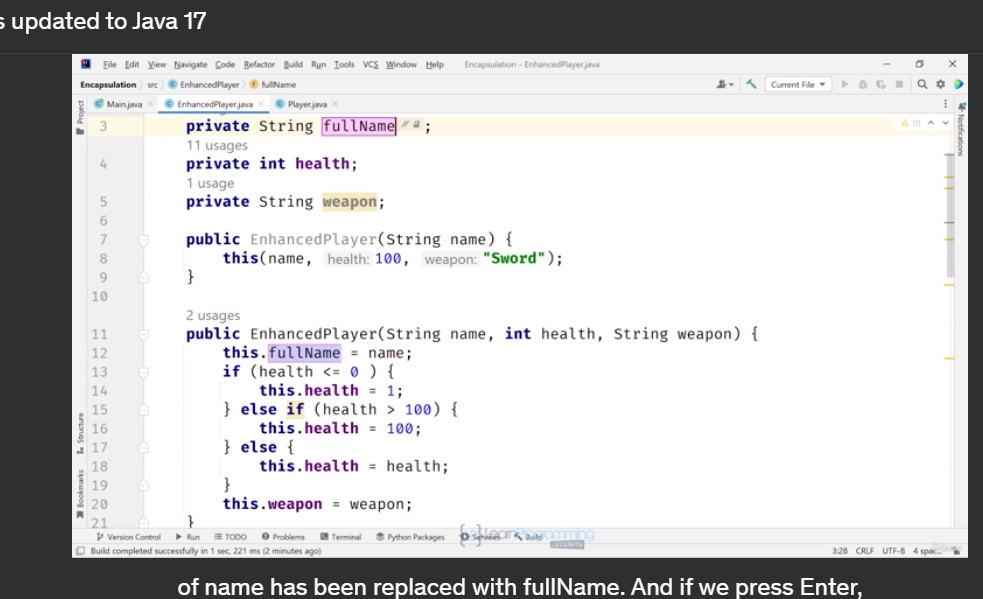 s updated to Java 17
File Edit View Navigate Code Refactor Build Run Tools VCS Window Help Encapsulation - EnhancedPlayer.java
Encapsulation src EnhancedPlayer fullName Current File
Main.java EnhancedPlayer.java Player.java
Project
Notifications
3 private String fullName ;
10
11 usages
4 private int health;
1 usage
5 private String weapon;
6
7 public EnhancedPlayer(String name) {
8 this(name, health: 100, weapon: "Sword");
9 }
10
2 usages
11 public EnhancedPlayer(String name, int health, String weapon) {
12 this.fullName = name;
13 if (health <= 0 ) {
14 this.health = 1;
15 } else if (health > 100) {
16 this.health = 100;
17 } else {
18 this.health = health;
19 }
20 this.weapon = weapon;
21 }
Structure
Bookmarks
Version Control Run TODO Problems Terminal Python Packages Services Build
LearnProgramming
academy
Build completed successfully in 1 sec, 221 ms (2 minutes ago) 3:28 CRLF UTF-8 4 spac...
of name has been replaced with fullName. And if we press Enter,